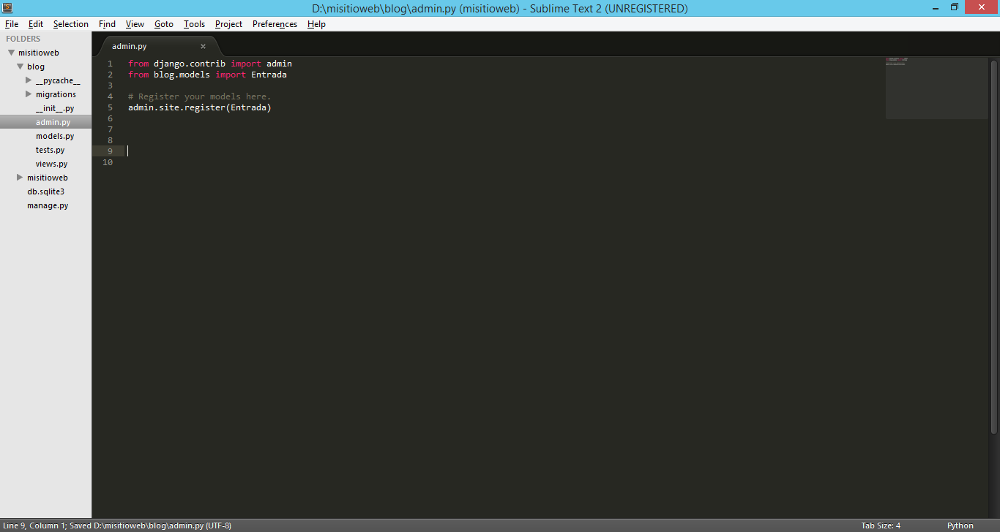 D:\misitioweb\blog\admin.py (misitioweb) - Sublime Text 2 (UNREGISTERED)
File Edit Selection Find View Goto Tools Project Preferences Help
FOLDERS
misitioweb
blog
__pycache__
migrations
__init__.py
admin.py
models.py
tests.py
views.py
misitioweb
db.sqlite3
manage.py
admin.py ×
1 from django.contrib import admin
2 from blog.models import Entrada
3
4 # Register your models here.
5 admin.site.register(Entrada)
6
7
8
9
10
Line 9, Column 1; Saved D:\misitioweb\blog\admin.py (UTF-8) Tab Size: 4 Python